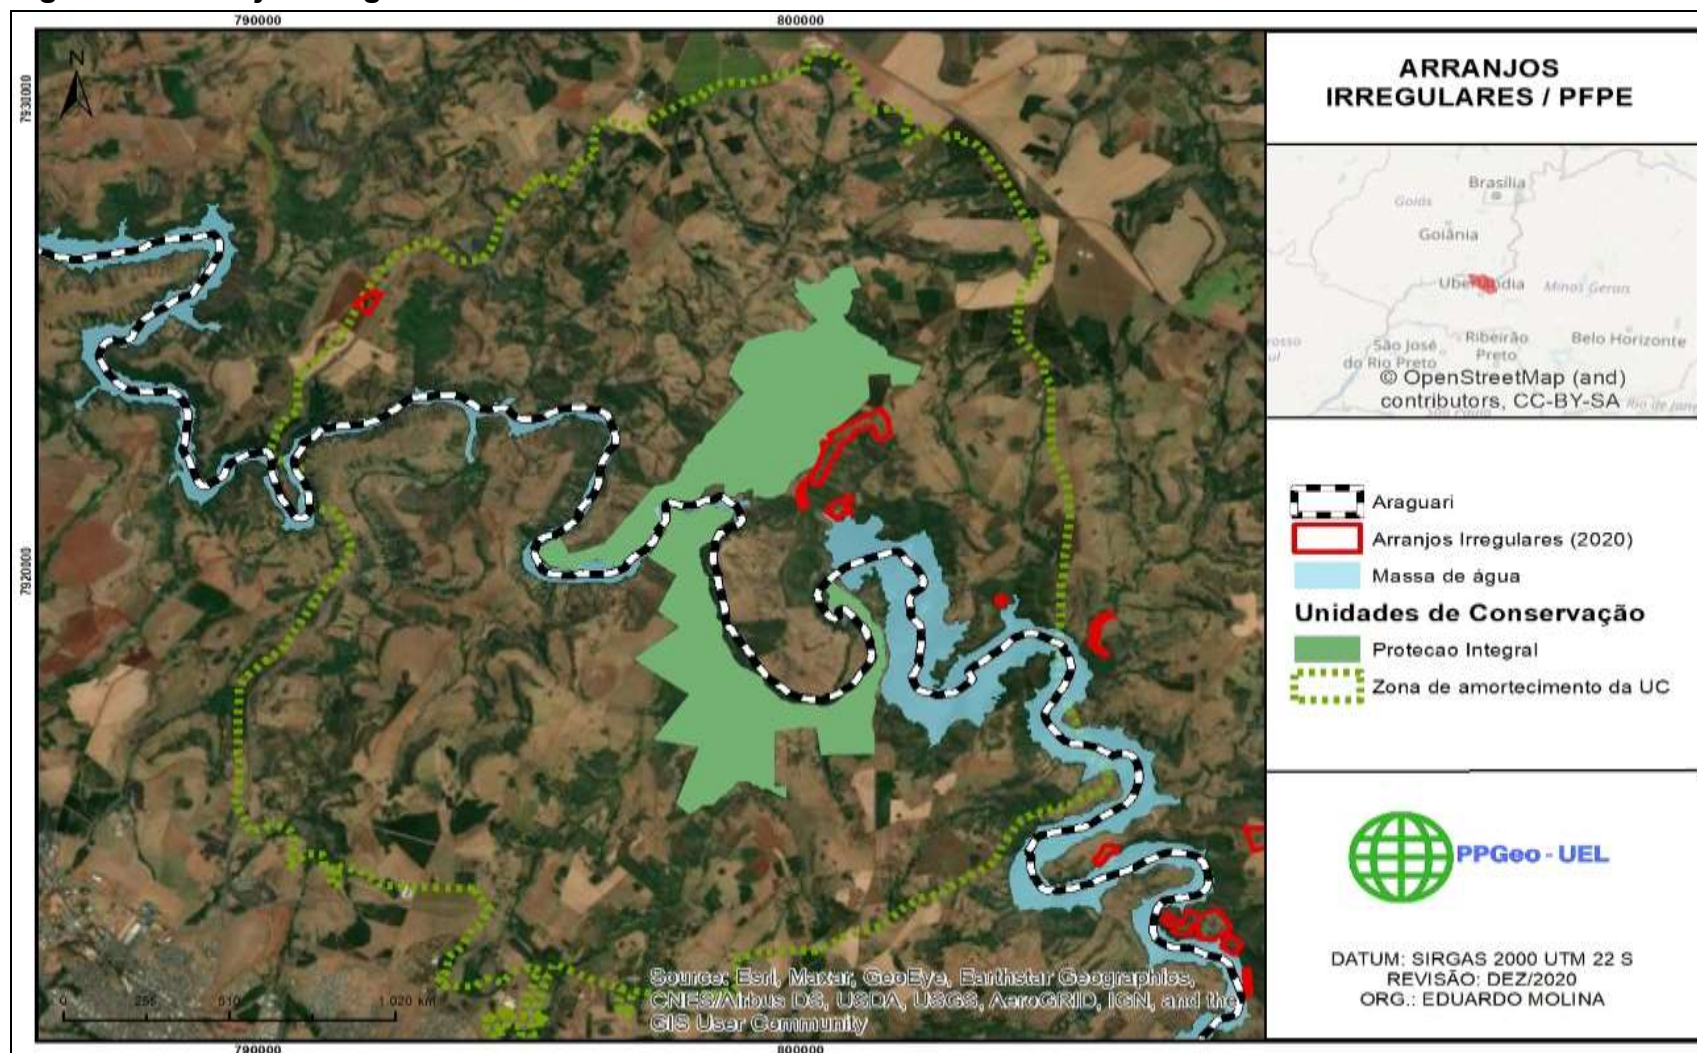 790000
800000
7930000
7920000
N
ARRANJOS
IRREGULARES / PFPE
Brasília
Goiás
Goiânia
Uberlândia
Minas Gerais
Ribeirão
Preto
Belo Horizonte
São José
do Rio Preto
© OpenStreetMap (and)
contributors, CC-BY-SA
Araguari
Arranjos Irregulares (2020)
Massa de água
Unidades de Conservação
Protecao Integral
Zona de amortecimento da UC
PPGeo - UEL
DATUM: SIRGAS 2000 UTM 22 S
REVISÃO: DEZ/2020
ORG.: EDUARDO MOLINA
Source: Esri, Maxar, GeoEye, Earthstar Geographics,
CNES/Airbus DS, USDA, USGS, AeroGRID, IGN, and the
GIS User Community
0 255 510 1.020 km
790000
800000